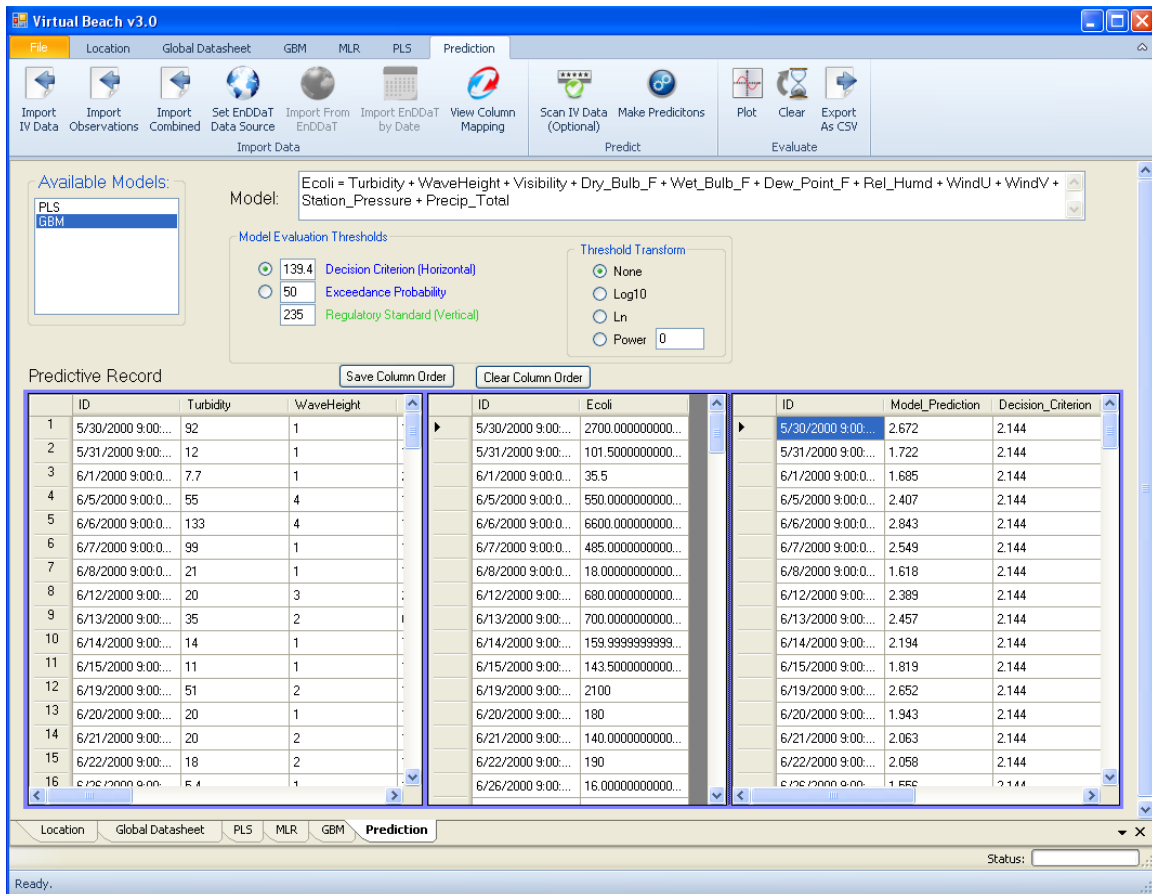 Virtual Beach v3.0
File Location Global Datasheet GBM MLR PLS Prediction
Import IV Data
Import Observations
Import Combined
Set EnDDaT Data Source
Import From EnDDaT
Import EnDDaT by Date
View Column Mapping
Scan IV Data (Optional)
Make Predicitons
Plot
Clear
Export As CSV
Import Data Predict Evaluate
Available Models:
PLS
GBM
Model:
Ecoli = Turbidity + WaveHeight + Visibility + Dry_Bulb_F + Wet_Bulb_F + Dew_Point_F + Rel_Humd + WindU + WindV +
Station_Pressure + Precip_Total
Model Evaluation Thresholds
139.4 Decision Criterion (Horizontal)
50 Exceedance Probability
235 Regulatory Standard (Vertical)
Threshold Transform
None
Log10
Ln
Power 0
Predictive Record
Save Column Order Clear Column Order
ID Turbidity WaveHeight ID Ecoli ID Model_Prediction Decision_Criterion
1 5/30/2000 9:00:... 92 1 5/30/2000 9:00:... 2700.0000000000... 5/30/2000 9:00:... 2.672 2.144
2 5/31/2000 9:00:... 12 1 5/31/2000 9:00:... 101.5000000000... 5/31/2000 9:00:... 1.722 2.144
3 6/1/2000 9:00:0... 7.7 1 6/1/2000 9:00:0... 35.5 6/1/2000 9:00:0... 1.685 2.144
4 6/5/2000 9:00:0... 55 4 6/5/2000 9:00:0... 550.0000000000... 6/5/2000 9:00:0... 2.407 2.144
5 6/6/2000 9:00:0... 133 4 6/6/2000 9:00:0... 6600.000000000... 6/6/2000 9:00:0... 2.843 2.144
6 6/7/2000 9:00:0... 99 1 6/7/2000 9:00:0... 485.0000000000... 6/7/2000 9:00:0... 2.549 2.144
7 6/8/2000 9:00:0... 21 1 6/8/2000 9:00:0... 18.00000000000... 6/8/2000 9:00:0... 1.618 2.144
8 6/12/2000 9:00:... 20 3 6/12/2000 9:00:... 680.0000000000... 6/12/2000 9:00:... 2.389 2.144
9 6/13/2000 9:00:... 35 2 6/13/2000 9:00:... 700.0000000000... 6/13/2000 9:00:... 2.457 2.144
10 6/14/2000 9:00:... 14 1 6/14/2000 9:00:... 159.9999999999... 6/14/2000 9:00:... 2.194 2.144
11 6/15/2000 9:00:... 11 1 6/15/2000 9:00:... 143.5000000000... 6/15/2000 9:00:... 1.819 2.144
12 6/19/2000 9:00:... 51 2 6/19/2000 9:00:... 2100 6/19/2000 9:00:... 2.652 2.144
13 6/20/2000 9:00:... 20 1 6/20/2000 9:00:... 180 6/20/2000 9:00:... 1.943 2.144
14 6/21/2000 9:00:... 20 2 6/21/2000 9:00:... 140.0000000000... 6/21/2000 9:00:... 2.063 2.144
15 6/22/2000 9:00:... 18 2 6/22/2000 9:00:... 190 6/22/2000 9:00:... 2.058 2.144
16 6/26/2000 9:00:... 5.4 1 6/26/2000 9:00:... 16.00000000000... 6/26/2000 9:00:... 1.556 2.144
Location Global Datasheet PLS MLR GBM Prediction
Status:
Ready.